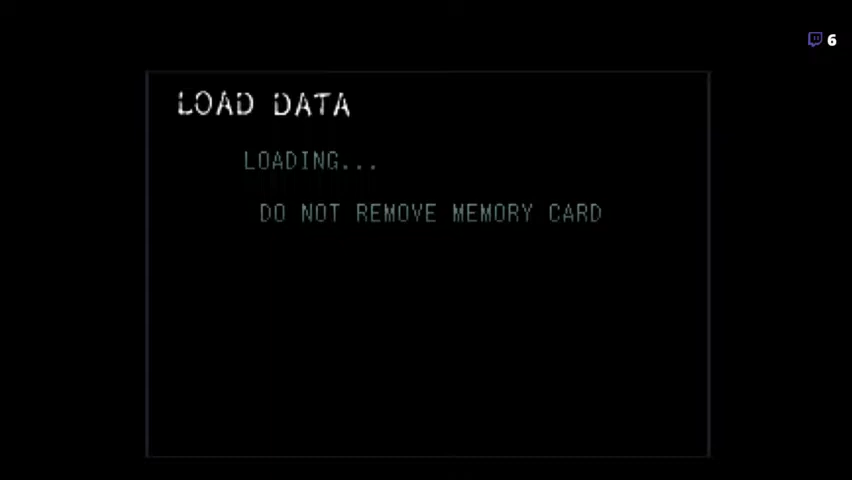 6
LOAD DATA
LOADING...
DO NOT REMOVE MEMORY CARD